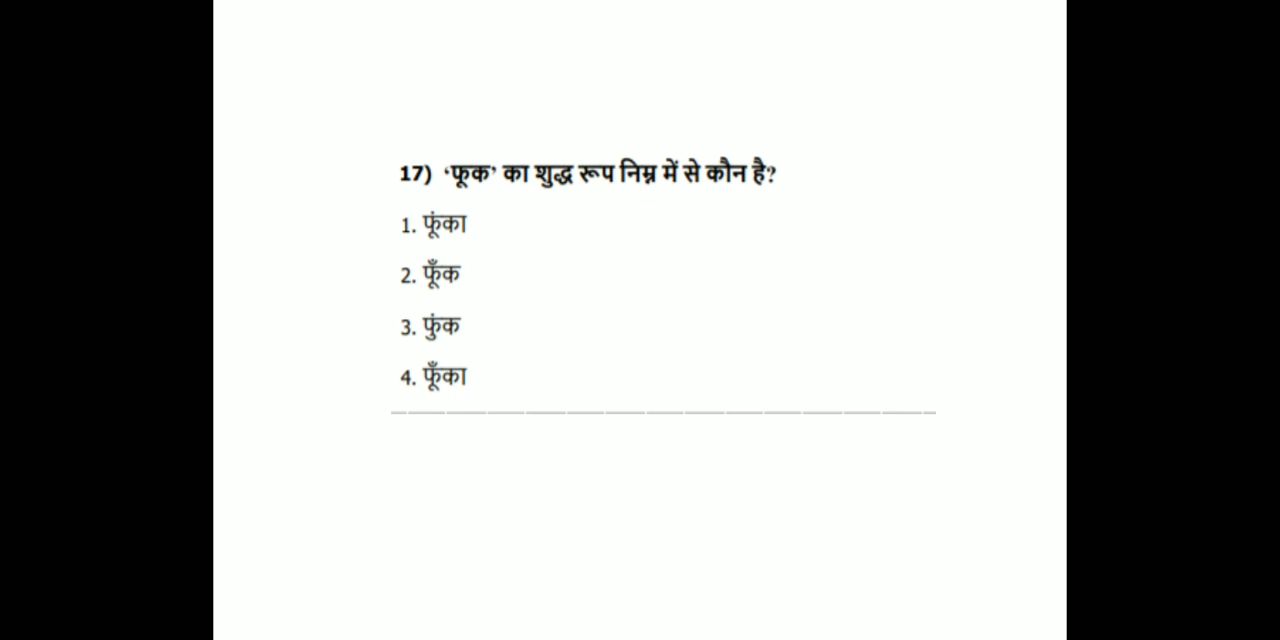 17) ‘फूक’ का शुद्ध रूप निम्न में से कौन है?
1. फूंका
2. फूँक
3. फुंक
4. फूँका